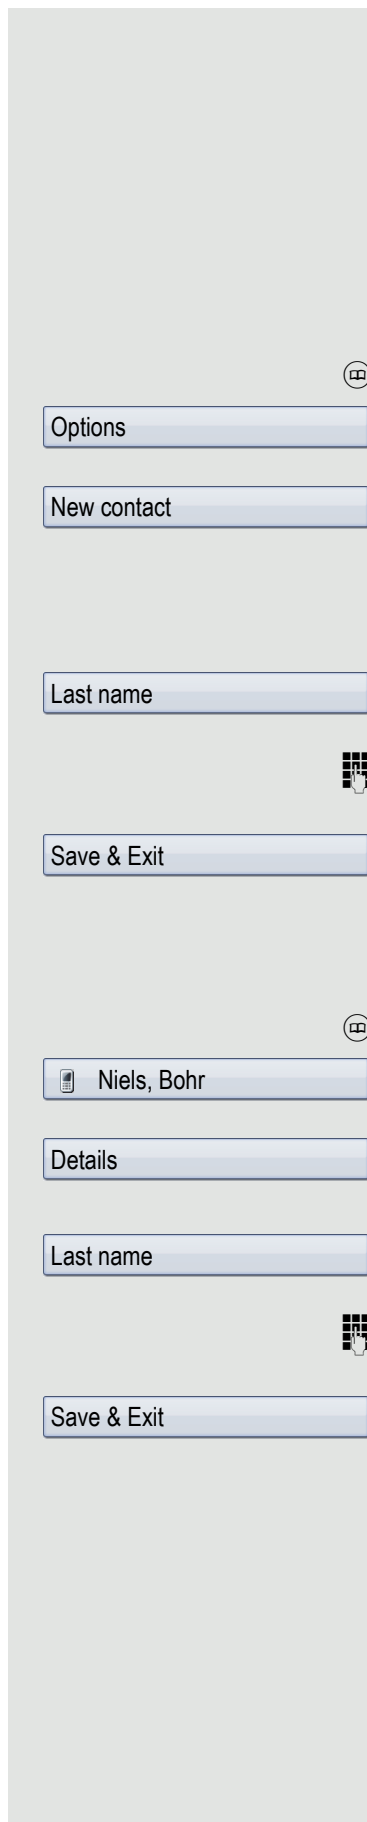 Options
New contact
Last name
Save & Exit
Niels, Bohr
Details
Last name
Save & Exit